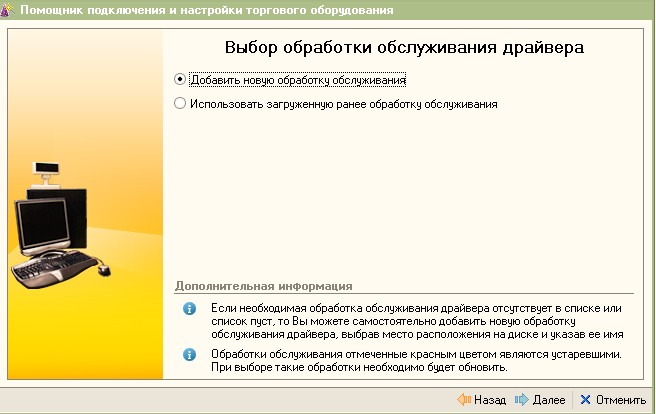 Помощник подключения и настройки торгового оборудования
Выбор обработки обслуживания драйвера
Добавить новую обработку обслуживания
Использовать загруженную ранее обработку обслуживания
Дополнительная информация
Если необходимая обработка обслуживания драйвера отсутствует в списке или
список пуст, то Вы можете самостоятельно добавить новую обработку
обслуживания драйвера, выбрав место расположения на диске и указав ее имя
Обработки обслуживания отмеченные красным цветом являются устаревшими.
При выборе такие обработки необходимо будет обновить.
Назад Далее Отменить